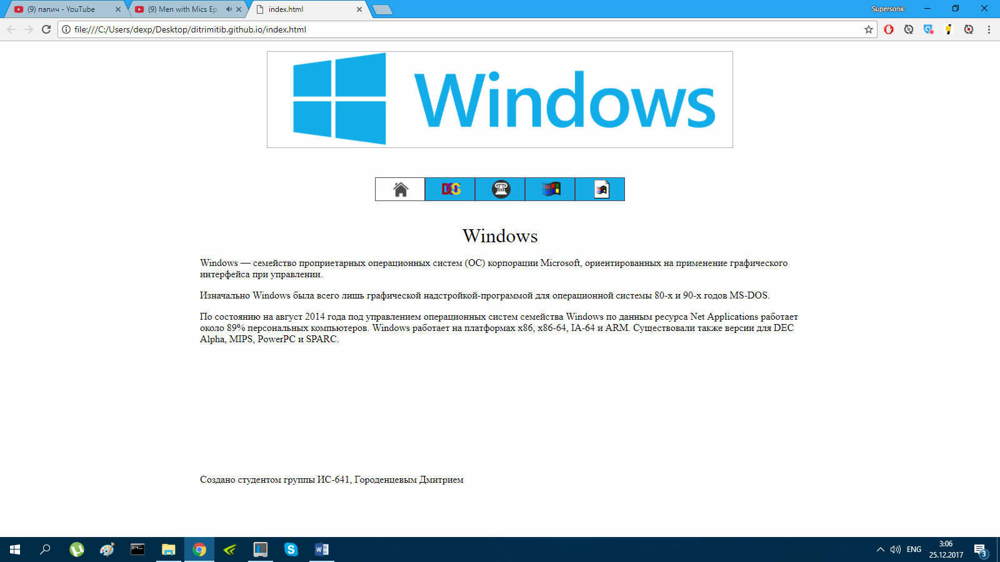 (9) папич - YouTube
(9) Men with Mics Ep
index.html
Supersonic
file:///C:/Users/dexp/Desktop/ditrimitib.github.io/index.html
Windows
DOS
Windows
Windows — семейство проприетарных операционных систем (ОС) корпорации Microsoft, ориентированных на применение графического
интерфейса при управлении.
Изначально Windows была всего лишь графической надстройкой-программой для операционной системы 80-х и 90-х годов MS-DOS.
По состоянию на август 2014 года под управлением операционных систем семейства Windows по данным ресурса Net Applications работает
около 89% персональных компьютеров. Windows работает на платформах x86, x86-64, IA-64 и ARM. Существовали также версии для DEC
Alpha, MIPS, PowerPC и SPARC.
Создано студентом группы ИС-641, Городенцевым Дмитрием
ENG
3:06
25.12.2017
3